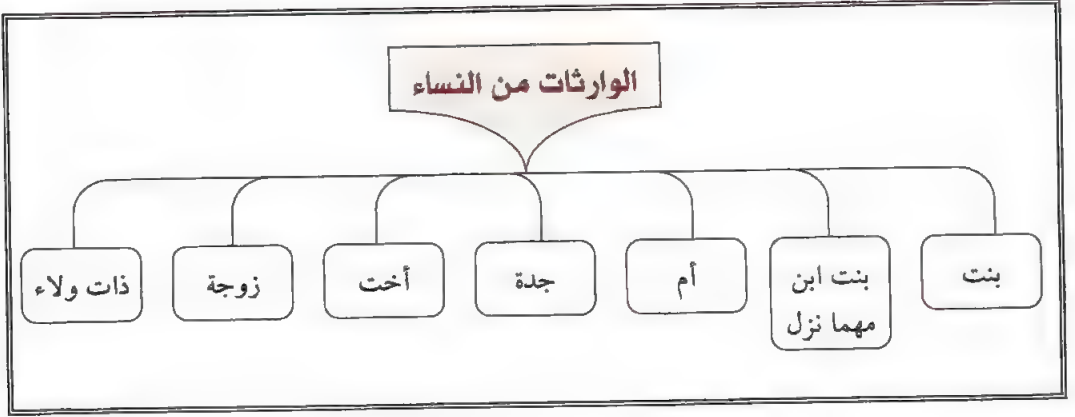 الوارثات من النساء
بنت
بنت ابن
مهما نزل
أم
جدة
أخت
زوجة
ذات ولاء